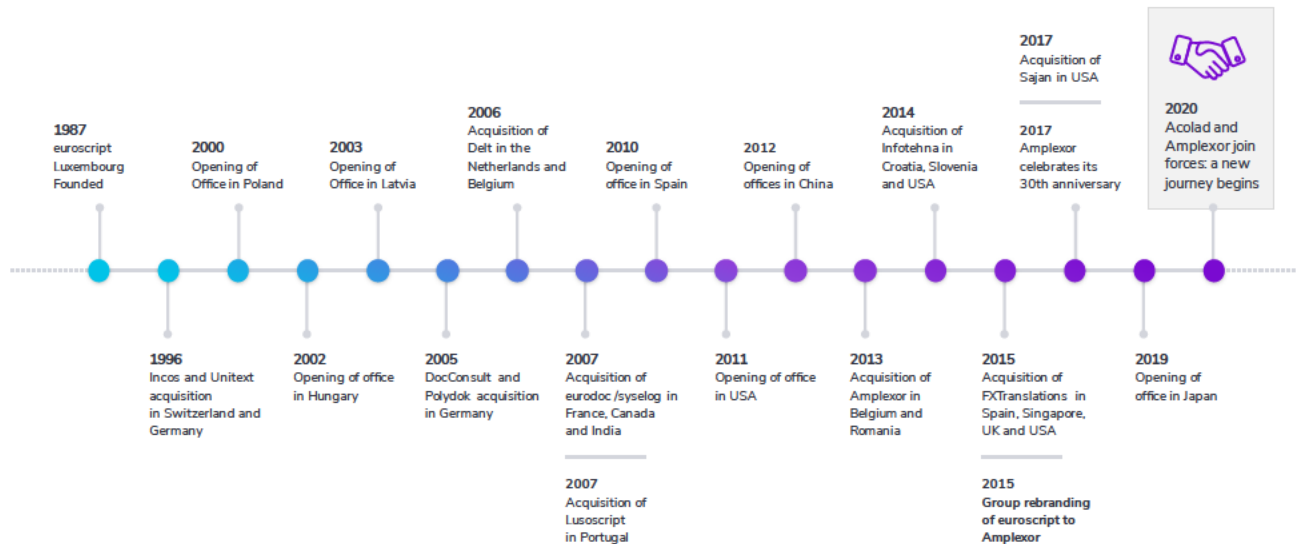 1987
euroscript
Luxembourg
Founded
1996
Incos and Unitext
acquisition
in Switzerland and
Germany
2000
Opening of
Office in Poland
2002
Opening of office
in Hungary
2003
Opening of
Office in Latvia
2005
DocConsult and
Polydok acquisition
in Germany
2006
Acquisition of
Delt in the
Netherlands and
Belgium
2007
Acquisition of
eurodoc /syselog in
France, Canada
and India
2007
Acquisition of
Lusoscript
in Portugal
2010
Opening of
office in Spain
2011
Opening of office
in USA
2012
Opening of
offices in China
2013
Acquisition of
Amplexor in
Belgium and
Romania
2014
Acquisition of
Infotehna in
Croatia, Slovenia
and USA
2015
Acquisition of
FXTranslations in
Spain, Singapore,
UK and USA
2015
Group rebranding
of euroscript to
Amplexor
2017
Acquisition of
Sajan in USA
2017
Amplexor
celebrates its
30th anniversary
2019
Opening of
office in Japan
2020
Acolad and
Amplexor join
forces: a new
journey begins